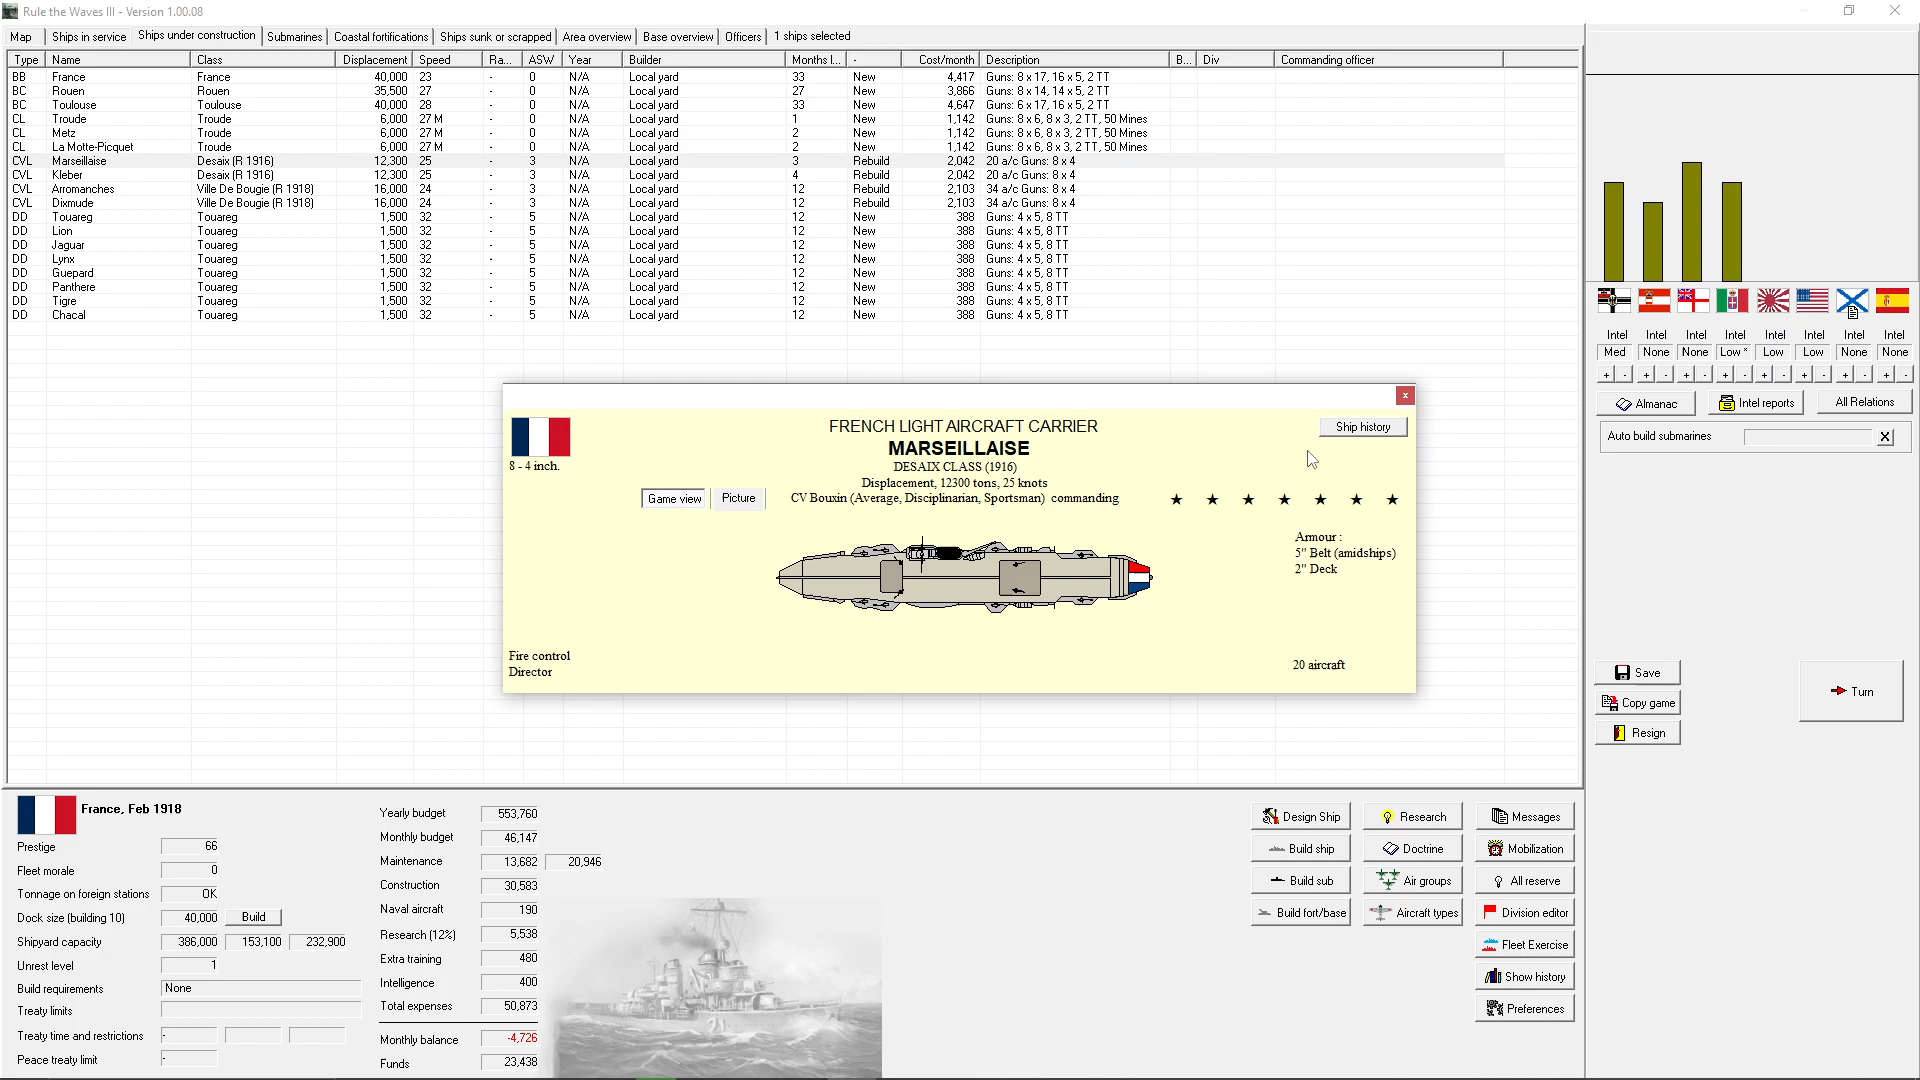 Rule the Waves III - Version 1.00.08
Map Ships in service Ships under construction Submarines Coastal fortifications Ships sunk or scrapped Area overview Base overview Officers 1 ships selected
Type Name Class Displacement Speed Ra... ASW Year Builder Months l... - Cost/month Description B... Div Commanding officer
BB France France 40,000 23 - 0 N/A Local yard 33 New 4,417 Guns: 8 x 17, 16 x 5, 2 TT
BC Rouen Rouen 35,500 27 - 0 N/A Local yard 27 New 3,866 Guns: 8 x 14, 14 x 5, 2 TT
BC Toulouse Toulouse 40,000 28 - 0 N/A Local yard 33 New 4,647 Guns: 6 x 17, 16 x 5, 2 TT
CL Troude Troude 6,000 27 M - 0 N/A Local yard 1 New 1,142 Guns: 8 x 6, 8 x 3, 2 TT, 50 Mines
CL Metz Troude 6,000 27 M - 0 N/A Local yard 2 New 1,142 Guns: 8 x 6, 8 x 3, 2 TT, 50 Mines
CL La Motte-Picquet Troude 6,000 27 M - 0 N/A Local yard 2 New 1,142 Guns: 8 x 6, 8 x 3, 2 TT, 50 Mines
CVL Marseillaise Desaix (R 1916) 12,300 25 - 3 N/A Local yard 3 Rebuild 2,042 20 a/c Guns: 8 x 4
CVL Kleber Desaix (R 1916) 12,300 25 - 3 N/A Local yard 4 Rebuild 2,042 20 a/c Guns: 8 x 4
CVL Arromanches Ville De Bougie (R 1918) 16,000 24 - 3 N/A Local yard 12 Rebuild 2,103 34 a/c Guns: 8 x 4
CVL Dixmude Ville De Bougie (R 1918) 16,000 24 - 3 N/A Local yard 12 Rebuild 2,103 34 a/c Guns: 8 x 4
DD Touareg Touareg 1,500 32 - 5 N/A Local yard 12 New 388 Guns: 4 x 5, 8 TT
DD Lion Touareg 1,500 32 - 5 N/A Local yard 12 New 388 Guns: 4 x 5, 8 TT
DD Jaguar Touareg 1,500 32 - 5 N/A Local yard 12 New 388 Guns: 4 x 5, 8 TT
DD Lynx Touareg 1,500 32 - 5 N/A Local yard 12 New 388 Guns: 4 x 5, 8 TT
DD Guepard Touareg 1,500 32 - 5 N/A Local yard 12 New 388 Guns: 4 x 5, 8 TT
DD Panthere Touareg 1,500 32 - 5 N/A Local yard 12 New 388 Guns: 4 x 5, 8 TT
DD Tigre Touareg 1,500 32 - 5 N/A Local yard 12 New 388 Guns: 4 x 5, 8 TT
DD Chacal Touareg 1,500 32 - 5 N/A Local yard 12 New 388 Guns: 4 x 5, 8 TT
Intel Intel Intel Intel Intel Intel Intel Intel
Med None None Low * Low Low None None
+ - + - + - + - + - + - + - + -
Almanac Intel reports All Relations
Auto build submarines X
FRENCH LIGHT AIRCRAFT CARRIER
Ship history
MARSEILLAISE
8 - 4 inch.
DESAIX CLASS (1916)
Displacement, 12300 tons, 25 knots
Game view Picture CV Bouxin (Average, Disciplinarian, Sportsman) commanding
Armour :
5" Belt (amidships)
2" Deck
Fire control
Director
20 aircraft
Save
Copy game
Resign
Turn
France, Feb 1918
Prestige 66
Fleet morale 0
Tonnage on foreign stations OK
Dock size (building 10) 40,000 Build
Shipyard capacity 386,000 153,100 232,900
Unrest level 1
Build requirements None
Treaty limits
Treaty time and restrictions -
Peace treaty limit -
Yearly budget 553,760
Monthly budget 46,147
Maintenance 13,682 20,946
Construction 30,583
Naval aircraft 190
Research (12%) 5,538
Extra training 480
Intelligence 400
Total expenses 50,873
Monthly balance -4,726
Funds 23,438
Design Ship Research Messages
Build ship Doctrine Mobilization
Build sub Air groups All reserve
Build fort/base Aircraft types Division editor
Fleet Exercise
Show history
Preferences